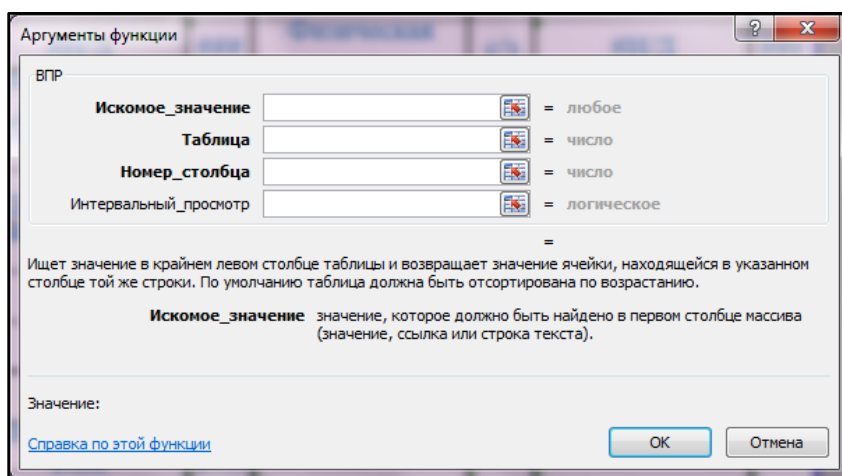 Аргументы функции
ВПР
Искомое_значение = любое
Таблица = число
Номер_столбца = число
Интервальный_просмотр = логическое
=
Ищет значение в крайнем левом столбце таблицы и возвращает значение ячейки, находящейся в указанном
столбце той же строки. По умолчанию таблица должна быть отсортирована по возрастанию.
Искомое_значение значение, которое должно быть найдено в первом столбце массива
(значение, ссылка или строка текста).
Значение:
Справка по этой функции
ОК
Отмена